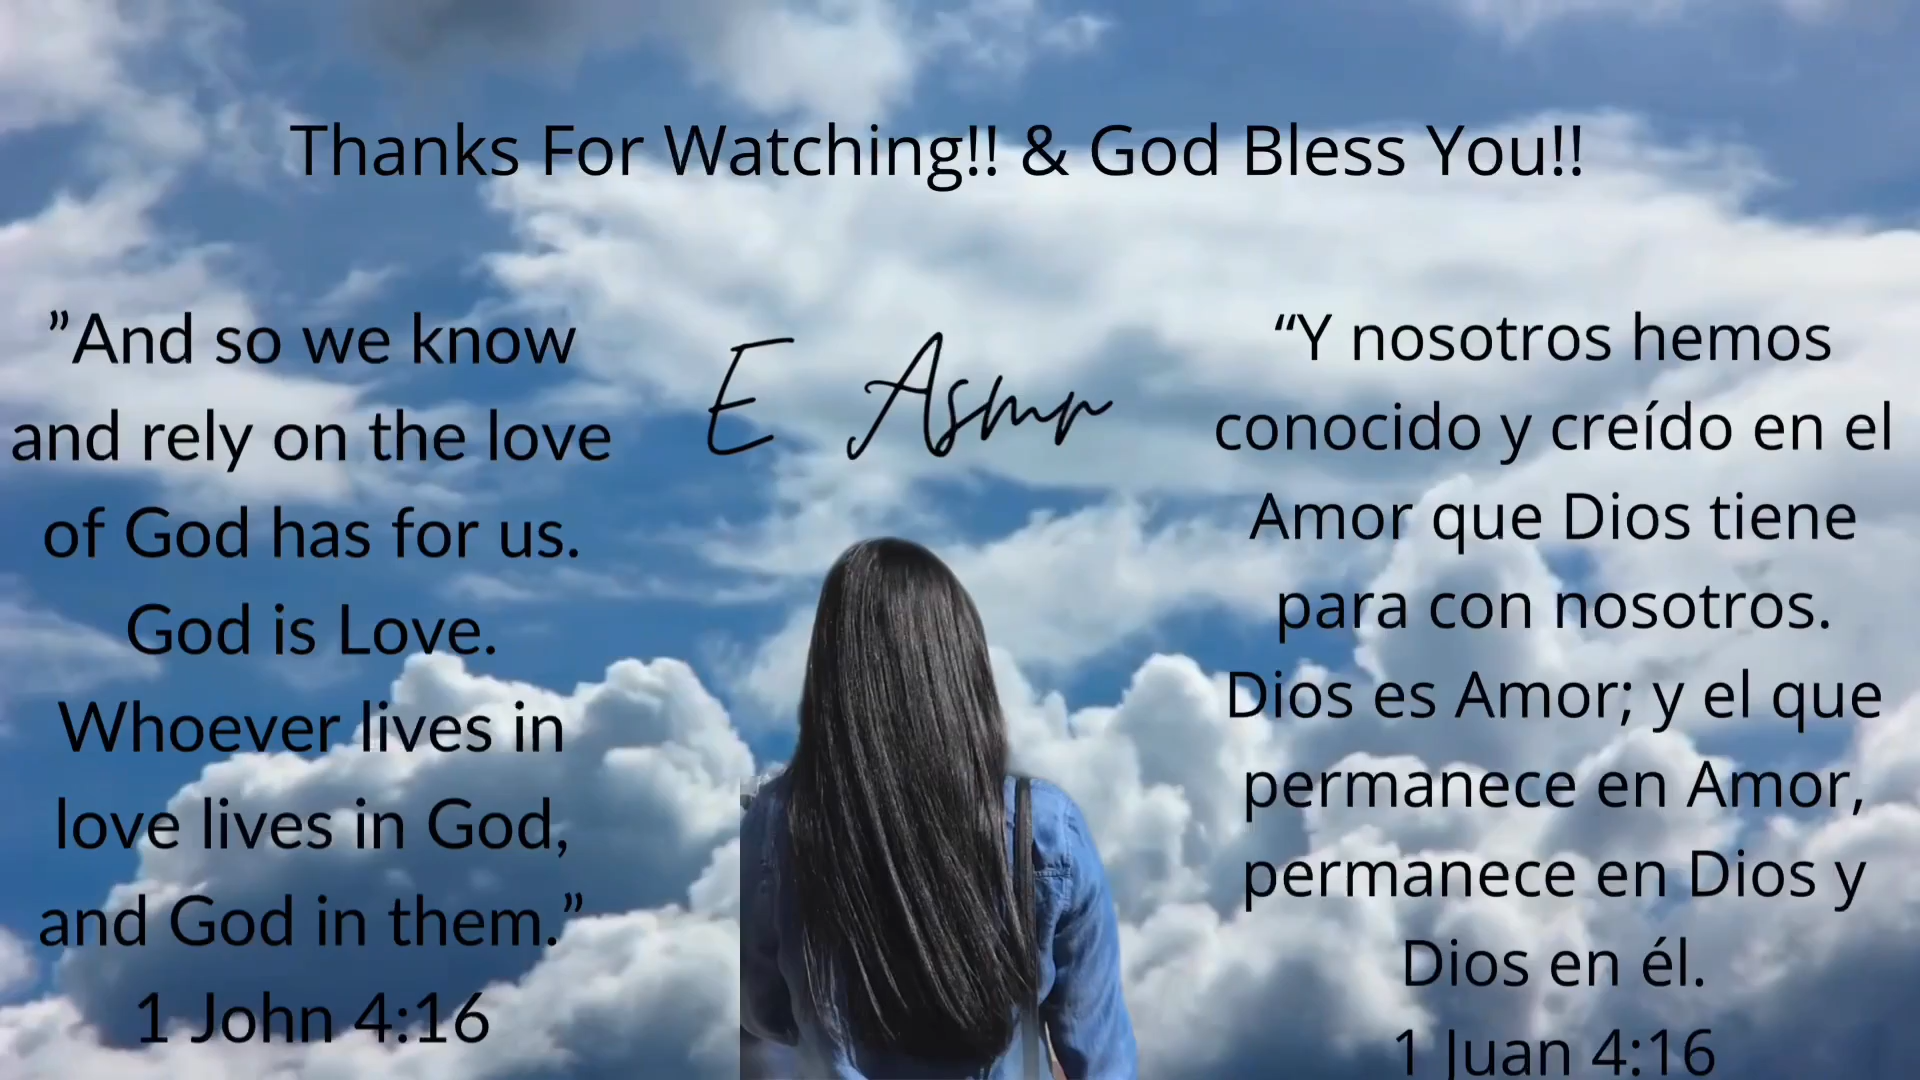 Thanks For Watching!! & God Bless You!!
”And so we know
and rely on the love
of God has for us.
God is Love.
Whoever lives in
love lives in God,
and God in them.”
1 John 4:16
E Asmr
“Y nosotros hemos
conocido y creído en el
Amor que Dios tiene
para con nosotros.
Dios es Amor; y el que
permanece en Amor,
permanece en Dios y
Dios en él.
1 Juan 4:16